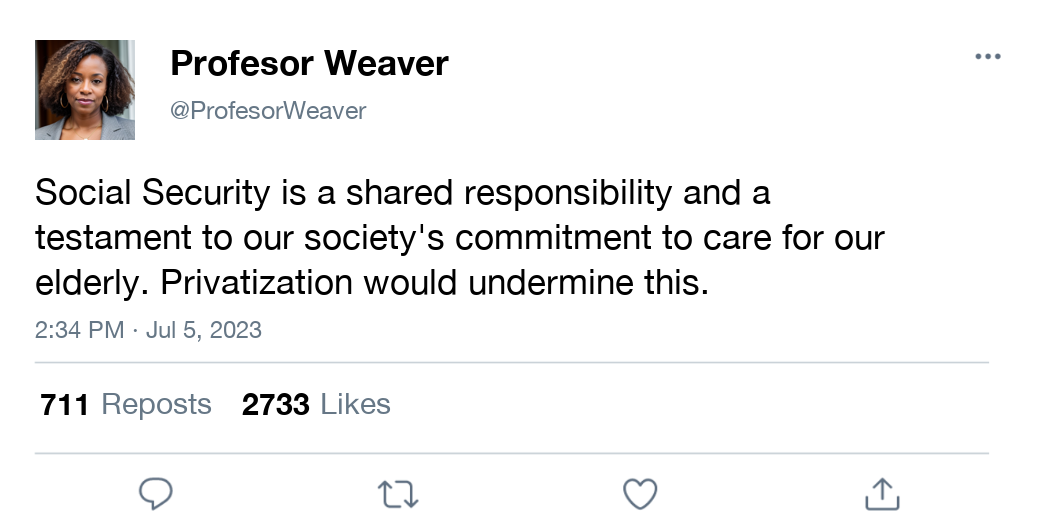 Profesor Weaver
@ProfesorWeaver
Social Security is a shared responsibility and a
testament to our society's commitment to care for our
elderly. Privatization would undermine this.
2:34 PM · Jul 5, 2023
711 Reposts 2733 Likes